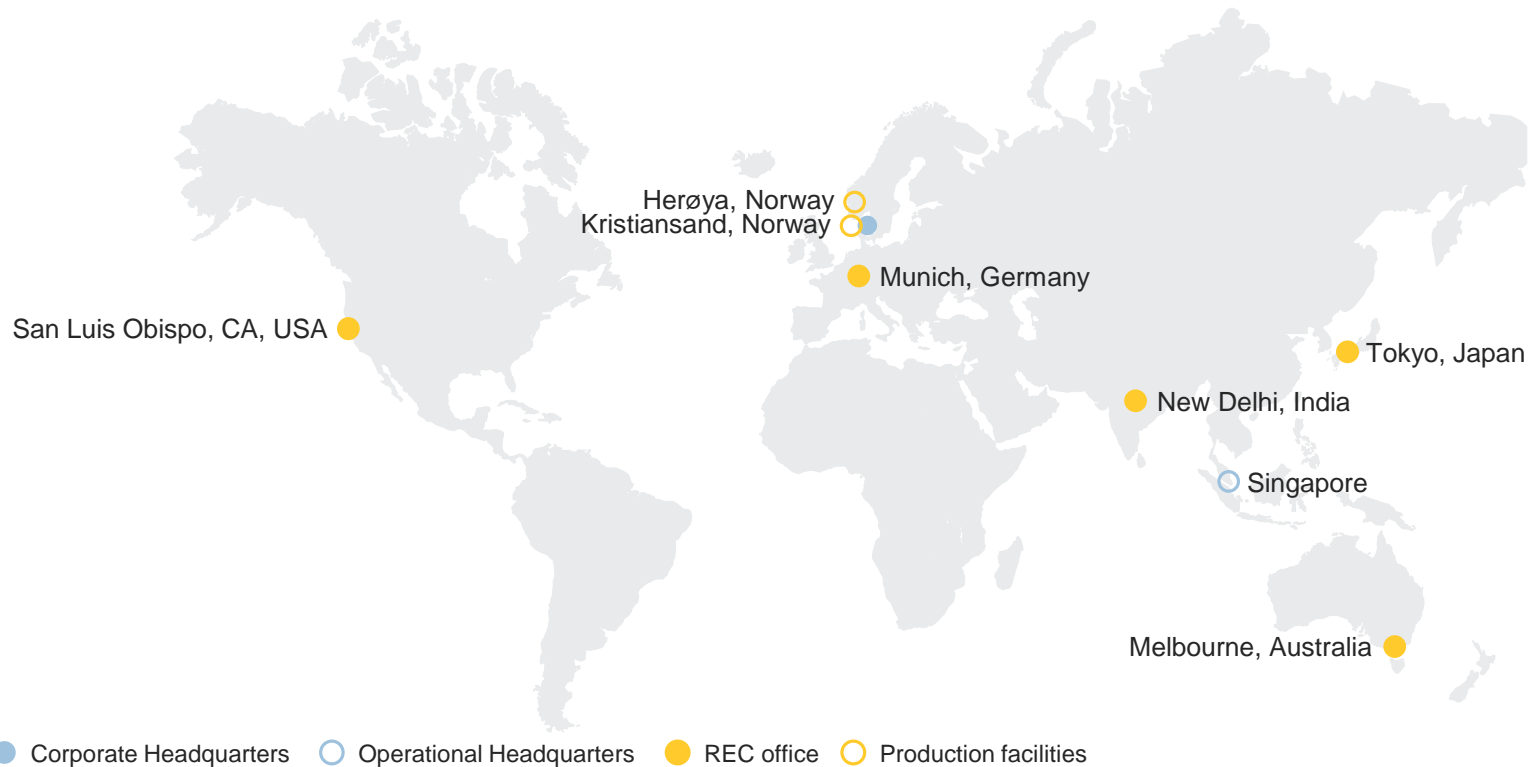 Herøya, Norway
Kristiansand, Norway
Munich, Germany
San Luis Obispo, CA, USA
Tokyo, Japan
New Delhi, India
Singapore
Melbourne, Australia
Corporate Headquarters Operational Headquarters REC office Production facilities